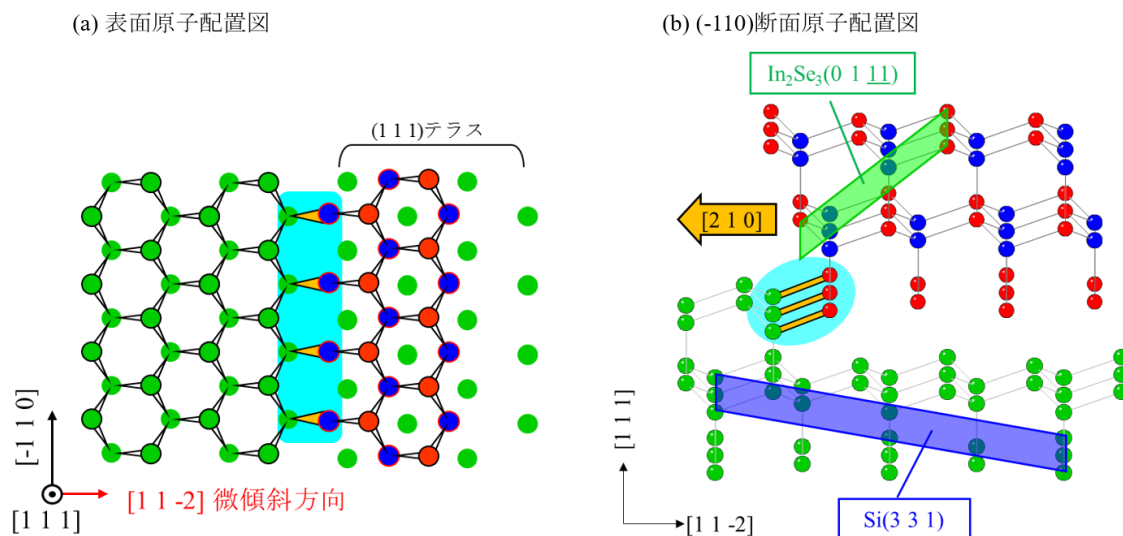 (a) 表面原子配置図
(b) (-110)断面原子配置図
In₂Se₃(0 1 11)
(1 1 1)テラス
[2 1 0]
[-1 1 0]
[1 1 1]
[1 1 -2] 微傾斜方向
[1 1 1]
[1 1 -2]
Si(3 3 1)